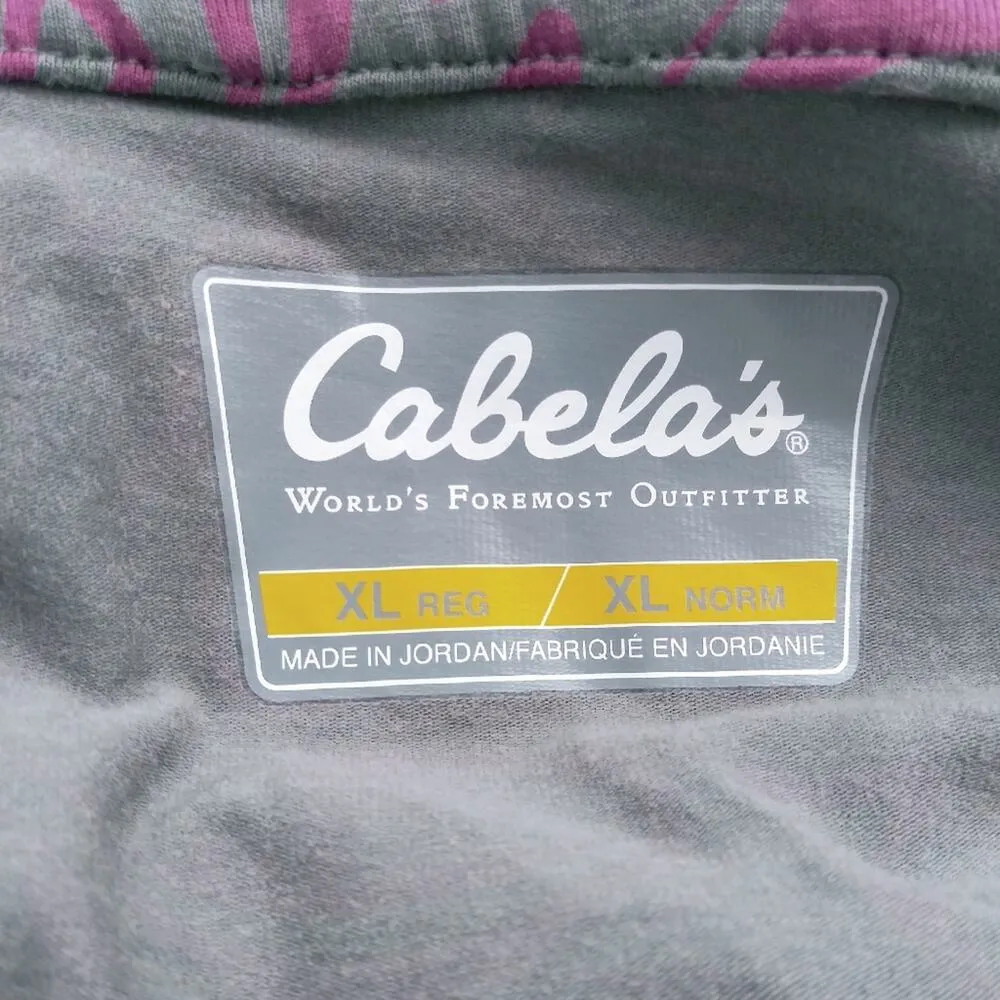 Cabela's®
WORLD'S FOREMOST OUTFITTER
XL REG / XL NORM
MADE IN JORDAN/FABRIQUÉ EN JORDANIE